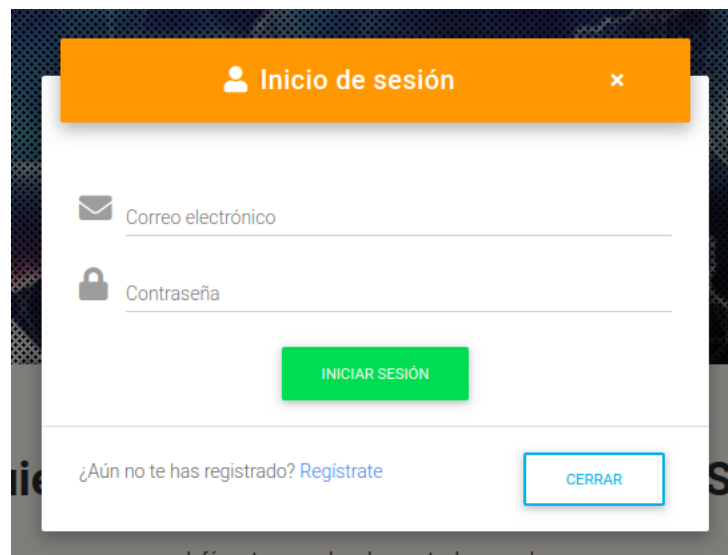 Inicio de sesión ×
Correo electrónico
Contraseña
INICIAR SESIÓN
¿Aún no te has registrado? Regístrate
CERRAR